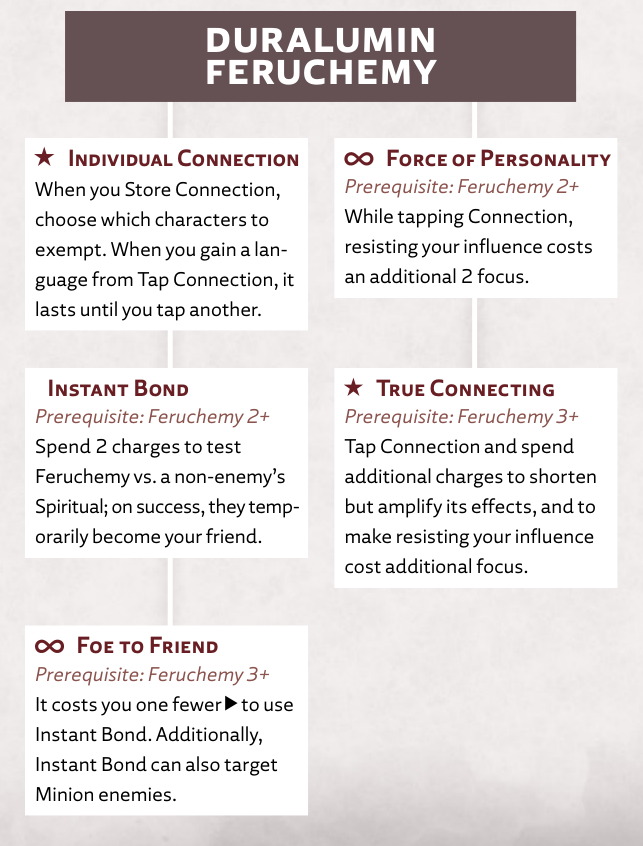 DURALUMIN
FERUCHEMY
★ Individual Connection
When you Store Connection,
choose which characters to
exempt. When you gain a lan-
guage from Tap Connection, it
lasts until you tap another.
∞ Force of Personality
Prerequisite: Feruchemy 2+
While tapping Connection,
resisting your influence costs
an additional 2 focus.
Instant Bond
Prerequisite: Feruchemy 2+
Spend 2 charges to test
Feruchemy vs. a non-enemy’s
Spiritual; on success, they temp-
orarily become your friend.
★ True Connecting
Prerequisite: Feruchemy 3+
Tap Connection and spend
additional charges to shorten
but amplify its effects, and to
make resisting your influence
cost additional focus.
∞ Foe to Friend
Prerequisite: Feruchemy 3+
It costs you one fewer ▶ to use
Instant Bond. Additionally,
Instant Bond can also target
Minion enemies.